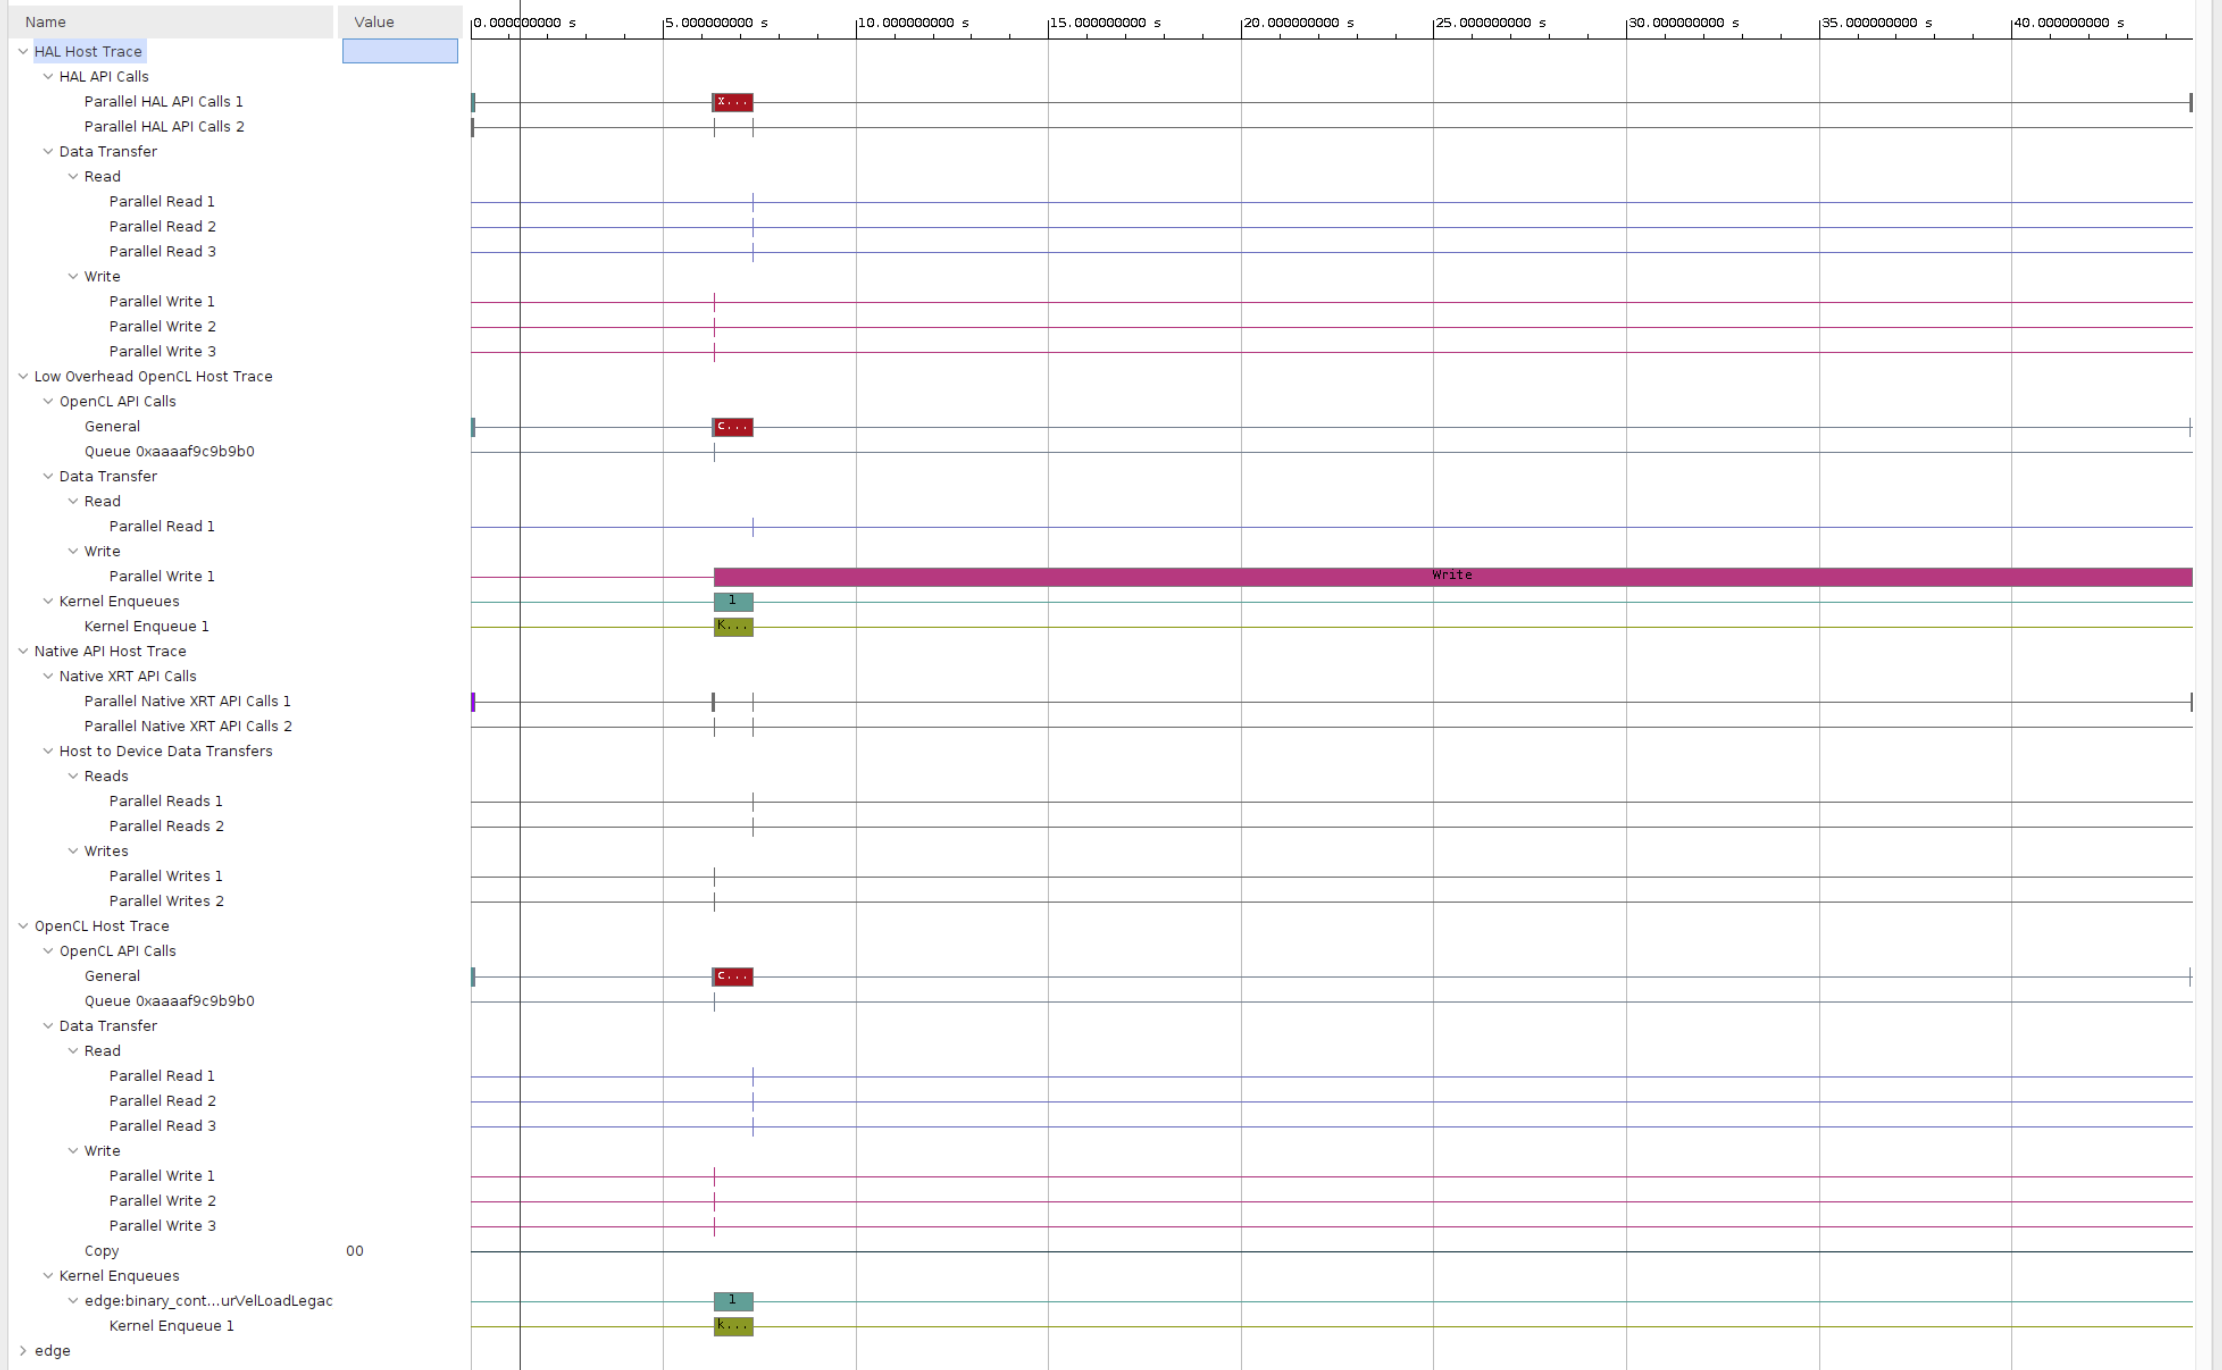 Name Value 0.000000000 s 5.000000000 s 10.000000000 s 15.000000000 s 20.000000000 s 25.000000000 s 30.000000000 s 35.000000000 s 40.000000000 s
HAL Host Trace
HAL API Calls
Parallel HAL API Calls 1 x...
Parallel HAL API Calls 2
Data Transfer
Read
Parallel Read 1
Parallel Read 2
Parallel Read 3
Write
Parallel Write 1
Parallel Write 2
Parallel Write 3
Low Overhead OpenCL Host Trace
OpenCL API Calls
General c...
Queue 0xaaaaf9c9b9b0
Data Transfer
Read
Parallel Read 1
Write
Parallel Write 1 Write
Kernel Enqueues 1
Kernel Enqueue 1 K...
Native API Host Trace
Native XRT API Calls
Parallel Native XRT API Calls 1
Parallel Native XRT API Calls 2
Host to Device Data Transfers
Reads
Parallel Reads 1
Parallel Reads 2
Writes
Parallel Writes 1
Parallel Writes 2
OpenCL Host Trace
OpenCL API Calls
General c...
Queue 0xaaaaf9c9b9b0
Data Transfer
Read
Parallel Read 1
Parallel Read 2
Parallel Read 3
Write
Parallel Write 1
Parallel Write 2
Parallel Write 3
Copy 00
Kernel Enqueues
edge:binary_cont...urVelLoadLegac 1
Kernel Enqueue 1 k...
edge